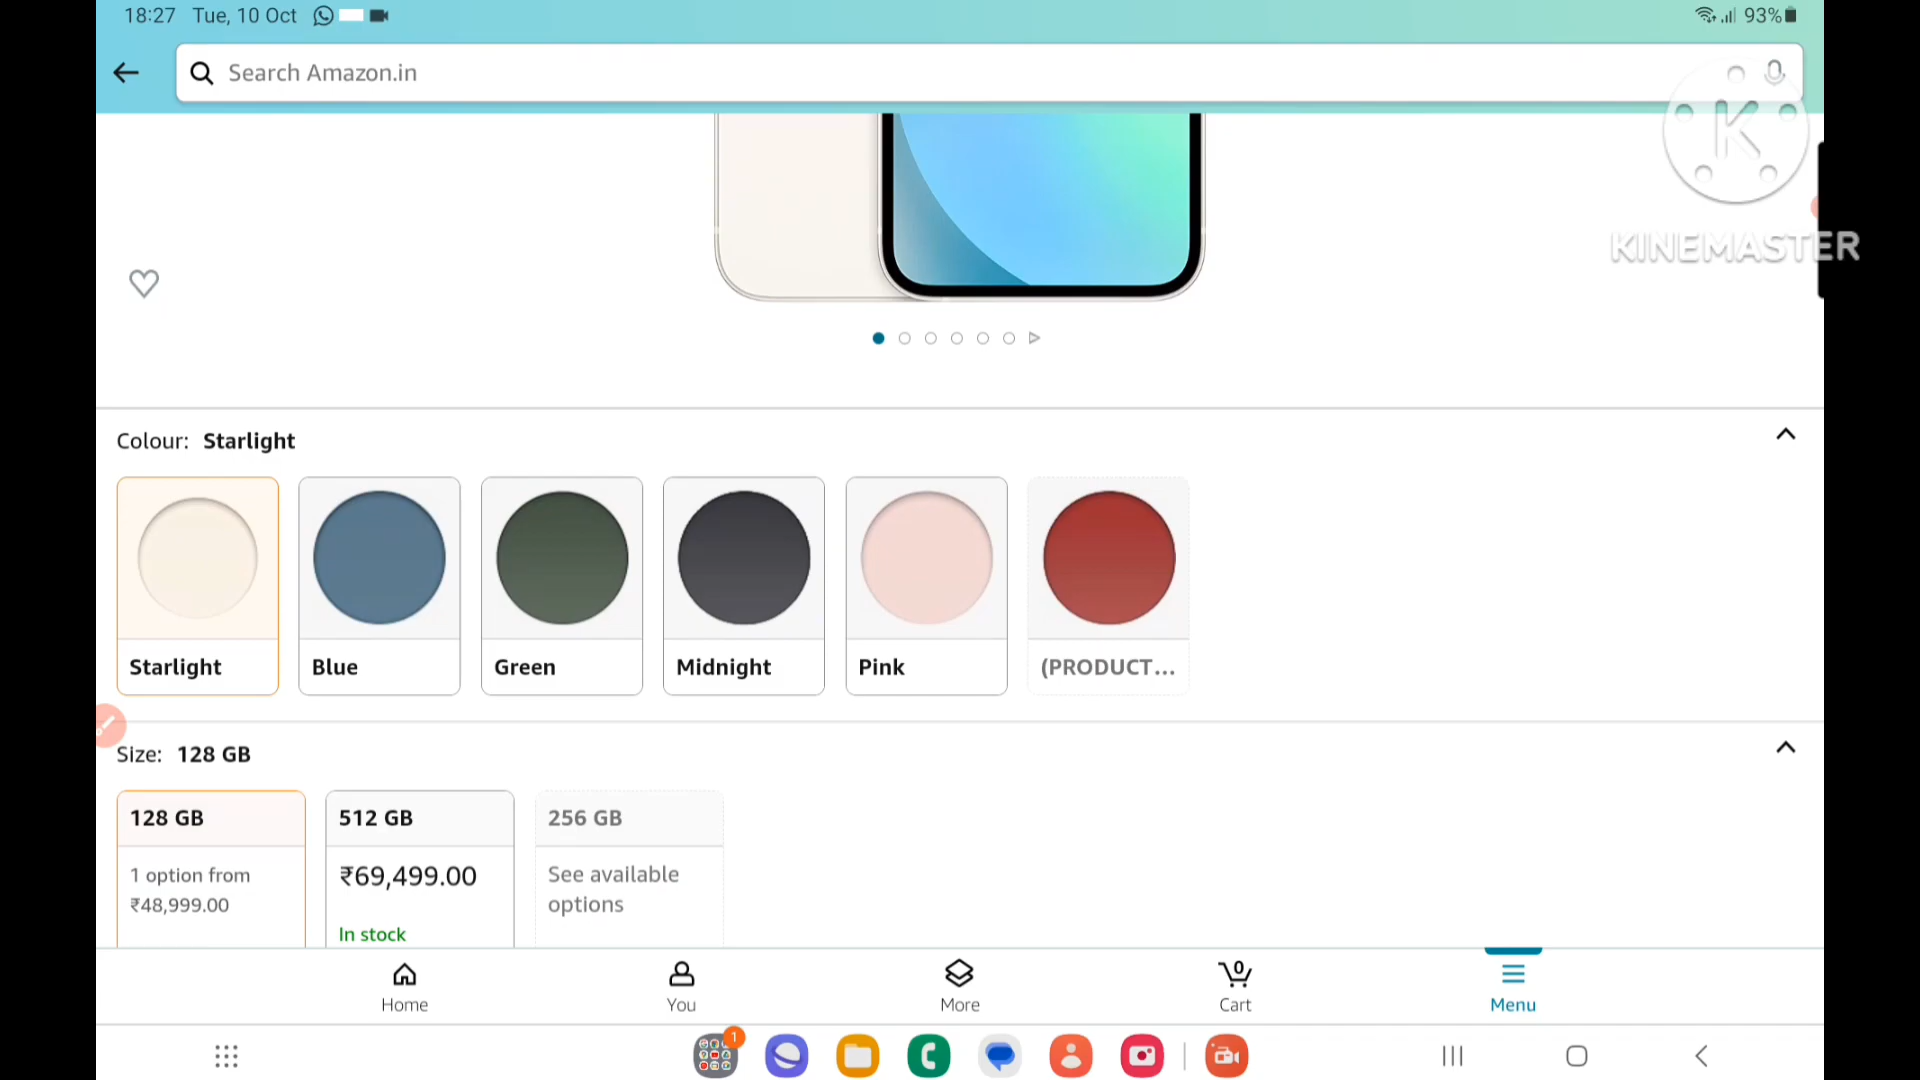 18:27 Tue, 10 Oct
93%
Search Amazon.in
K
KINEMASTER
Colour: Starlight
Starlight
Blue
Green
Midnight
Pink
(PRODUCT...
Size: 128 GB
128 GB
1 option from
₹48,999.00
512 GB
₹69,499.00
In stock
256 GB
See available
options
Home
You
More
0
Cart
Menu
1